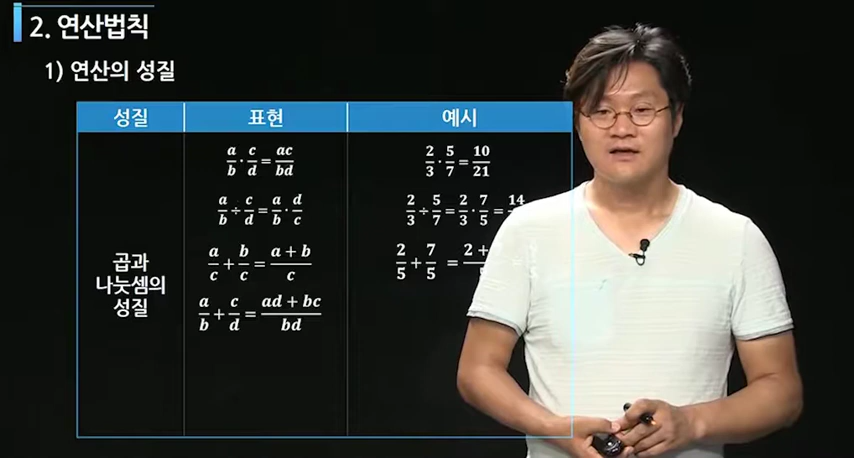 2. 연산법칙
1) 연산의 성질
성질 표현 예시
곱과
나눗셈의
성질
a/b · c/d = ac/bd
2/3 · 5/7 = 10/21
a/b ÷ c/d = a/b · d/c
2/3 ÷ 5/7 = 2/3 · 7/5 = 14
a/c + b/c = (a + b)/c
2/5 + 7/5 = 2 +
a/b + c/d = (ad + bc)/bd